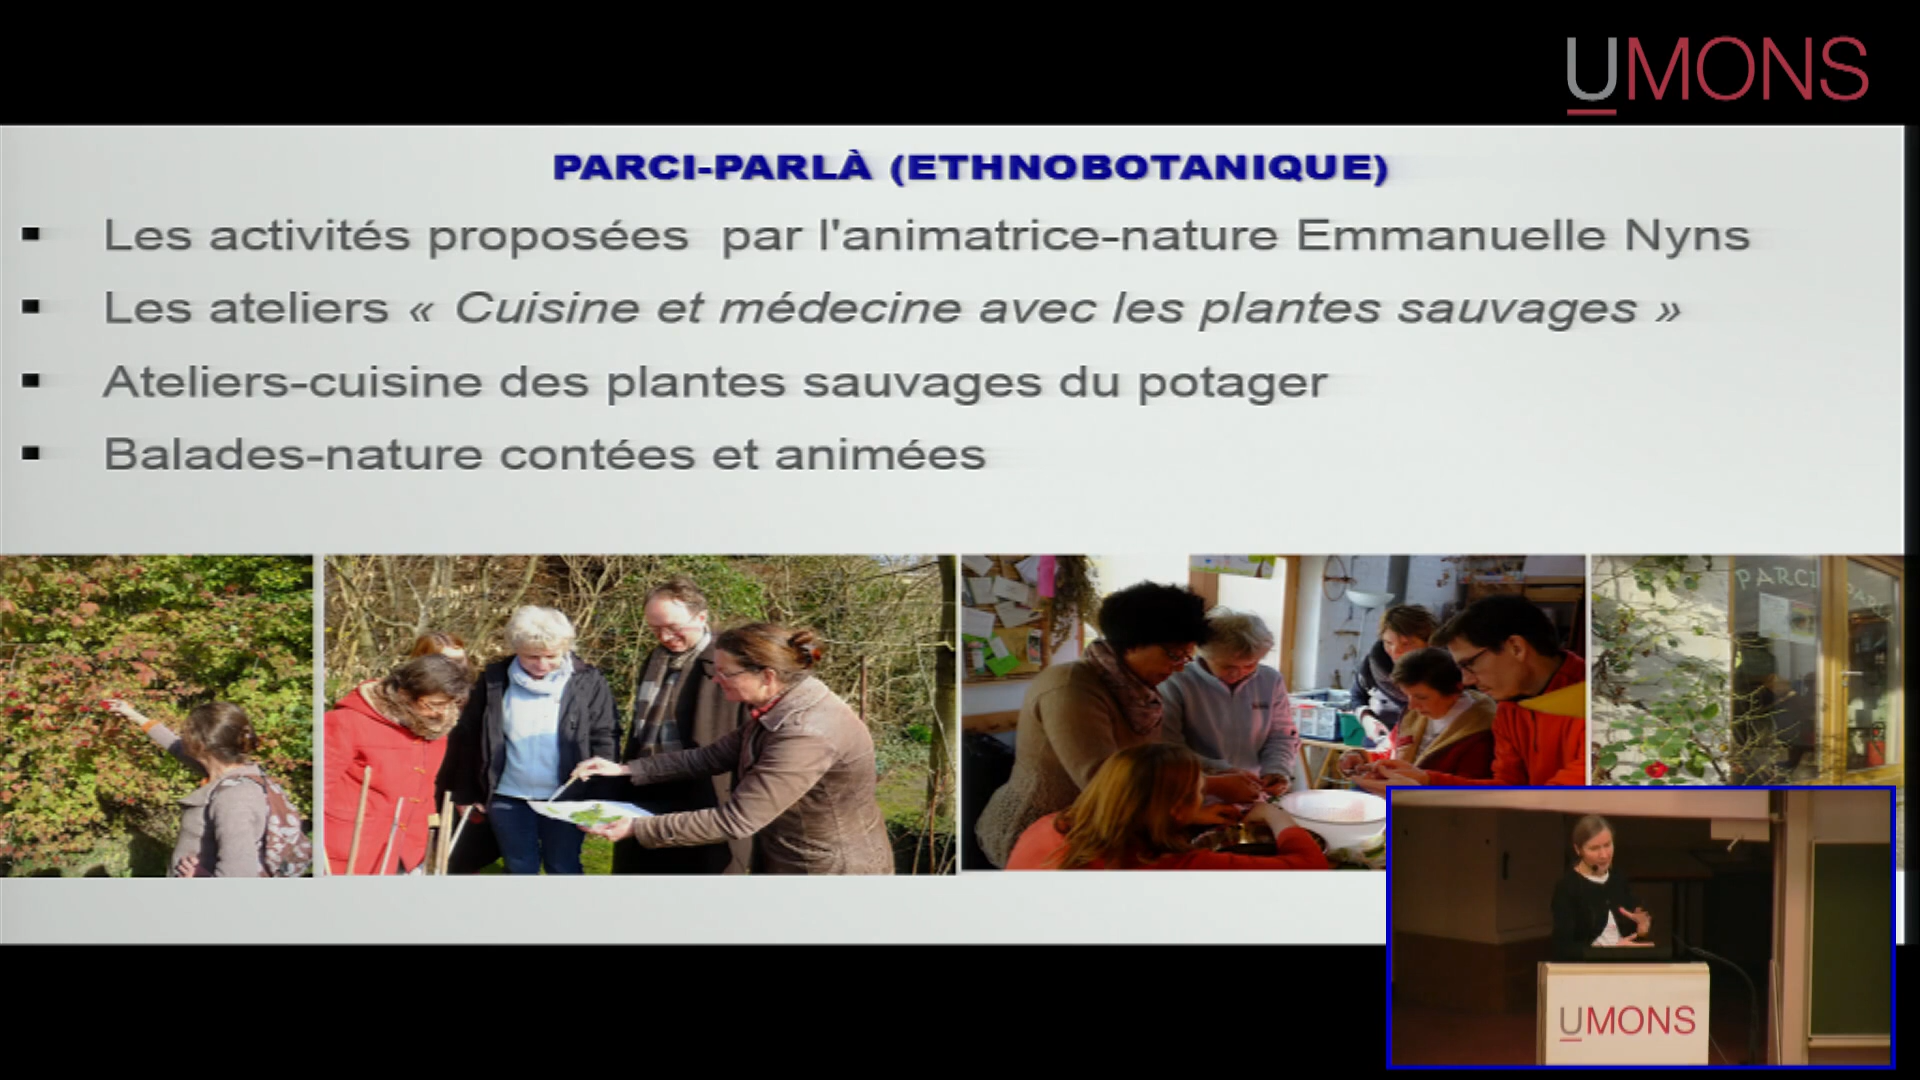 UMONS
PARCI-PARLÀ (ETHNOBOTANIQUE)
▪ Les activités proposées par l'animatrice-nature Emmanuelle Nyns
▪ Les ateliers « Cuisine et médecine avec les plantes sauvages »
▪ Ateliers-cuisine des plantes sauvages du potager
▪ Balades-nature contées et animées
PARCI
UMONS